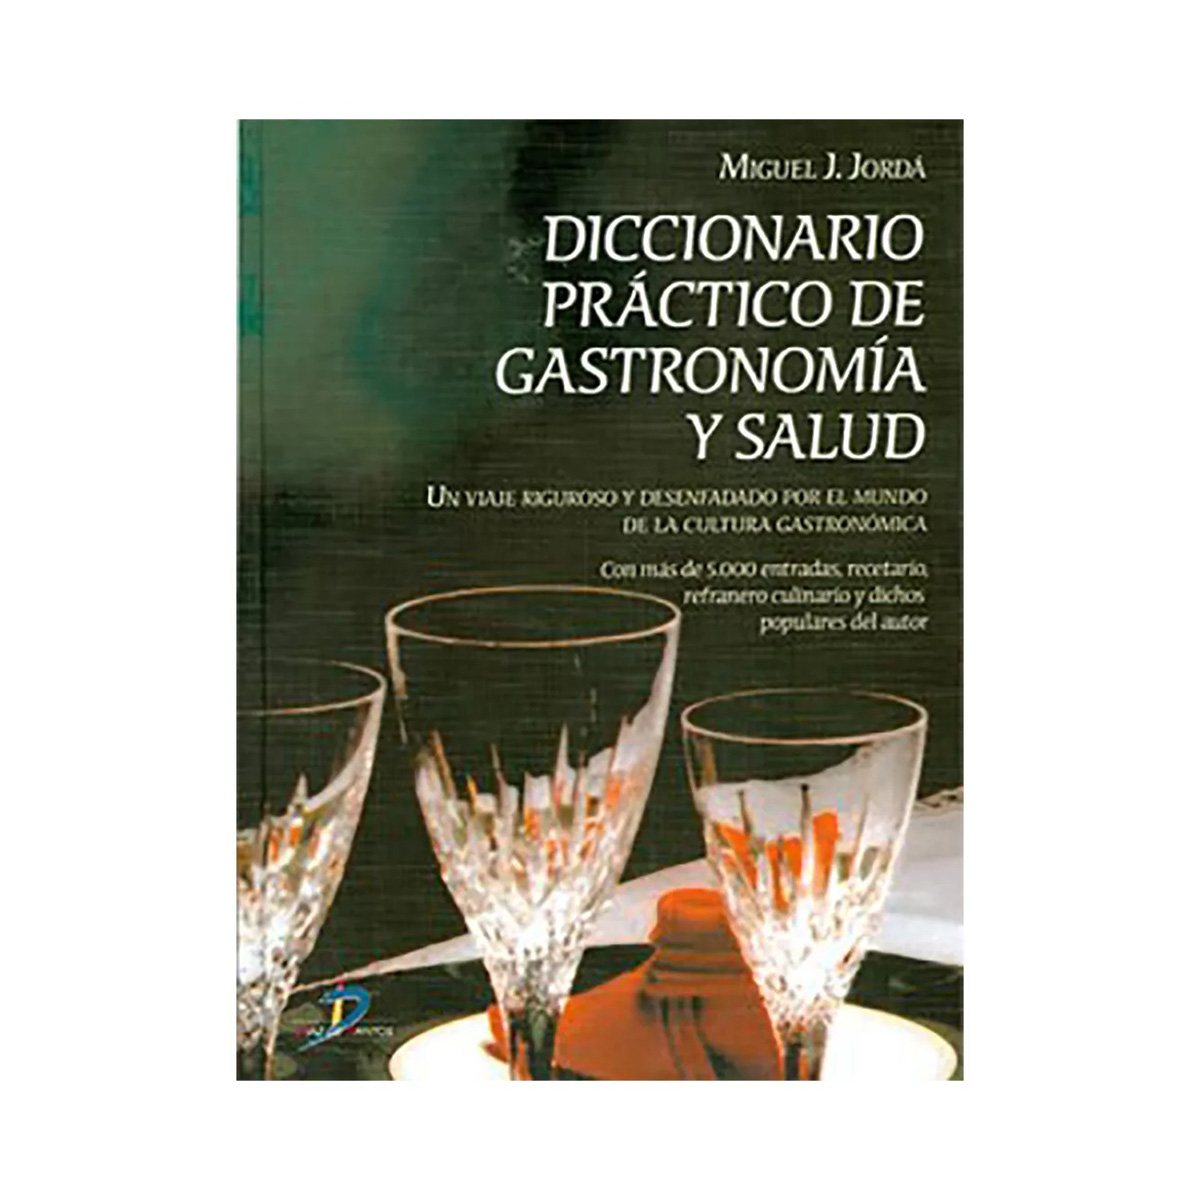 MIGUEL J. JORDÁ
DICCIONARIO
PRÁCTICO DE
GASTRONOMÍA
Y SALUD
UN VIAJE RIGUROSO Y DESENFADADO POR EL MUNDO
DE LA CULTURA GASTRONÓMICA
Con más de 5.000 entradas, recetario,
refranero culinario y dichos
populares del autor